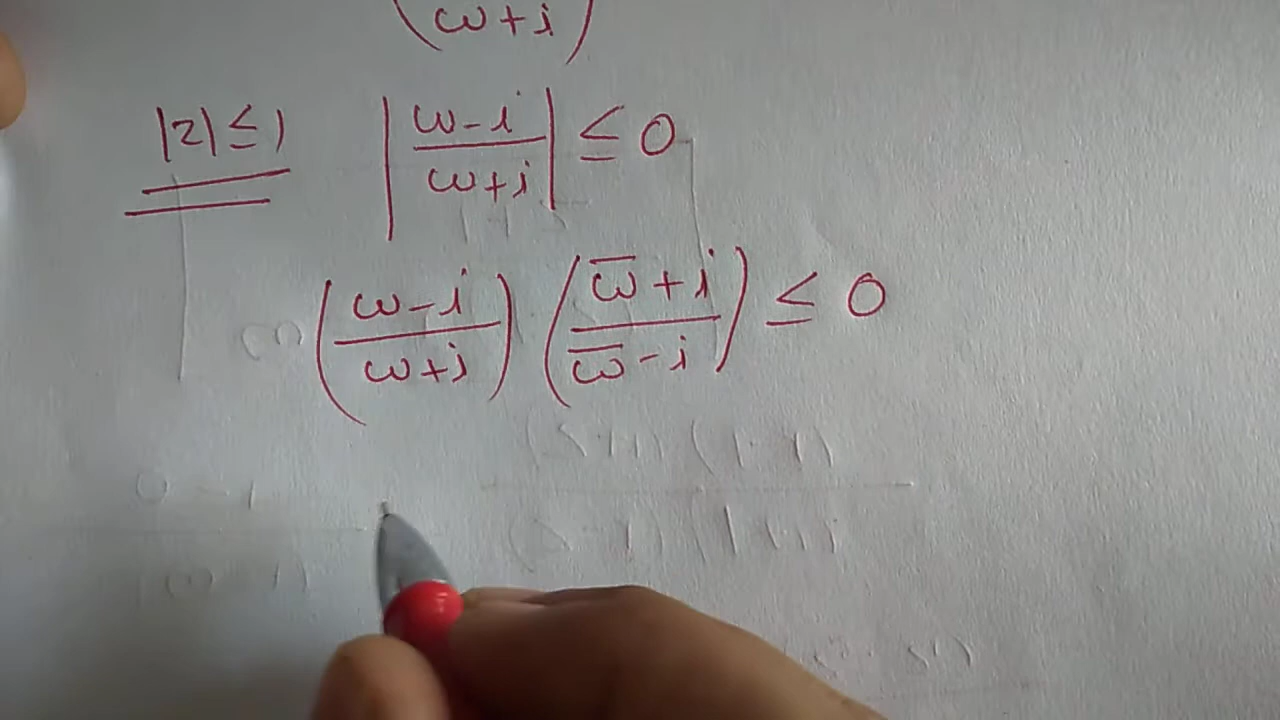 (ω+i)
|z|≤1 |ω-i/ω+i| ≤ 0
(ω-i/ω+i) (ω̅+i/ω̅-i) ≤ 0